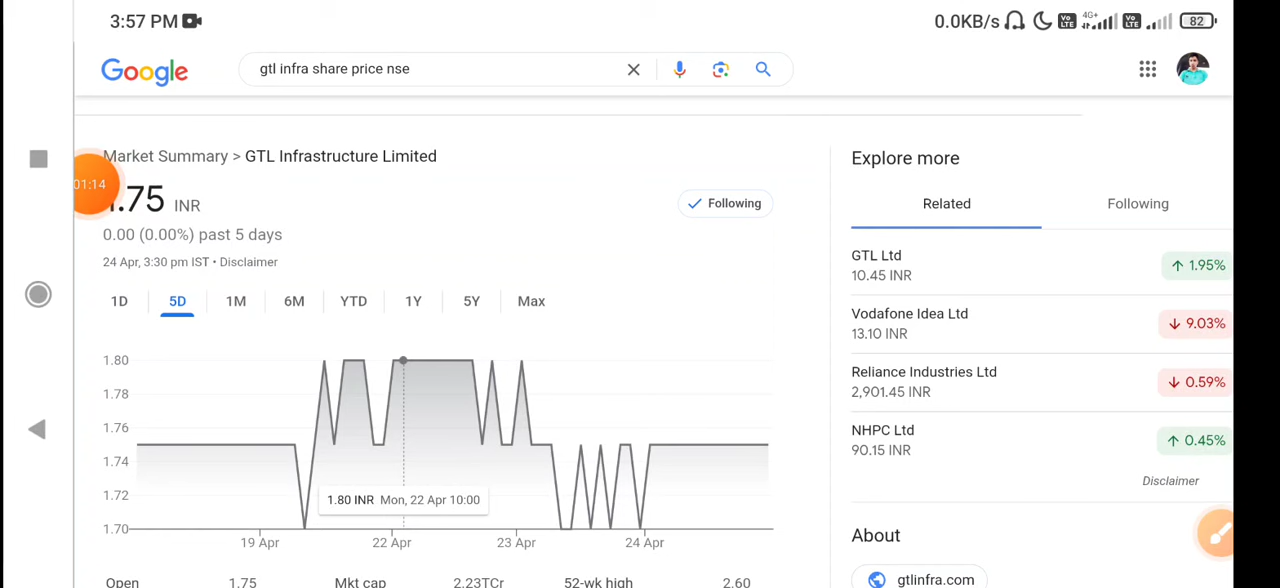 3:57 PM
0.0KB/s
Vo LTE
4G+
Vo LTE
82
Google
gtl infra share price nse
Market Summary > GTL Infrastructure Limited
01:14
.75 INR
Following
0.00 (0.00%) past 5 days
24 Apr, 3:30 pm IST • Disclaimer
1D 5D 1M 6M YTD 1Y 5Y Max
1.80
1.78
1.76
1.74
1.72
1.70
1.80 INR Mon, 22 Apr 10:00
19 Apr 22 Apr 23 Apr 24 Apr
Open 1.75 Mkt cap 2.23TCr 52-wk high 2.60
Explore more
Related Following
GTL Ltd
10.45 INR
↑ 1.95%
Vodafone Idea Ltd
13.10 INR
↓ 9.03%
Reliance Industries Ltd
2,901.45 INR
↓ 0.59%
NHPC Ltd
90.15 INR
↑ 0.45%
Disclaimer
About
gtlinfra.com